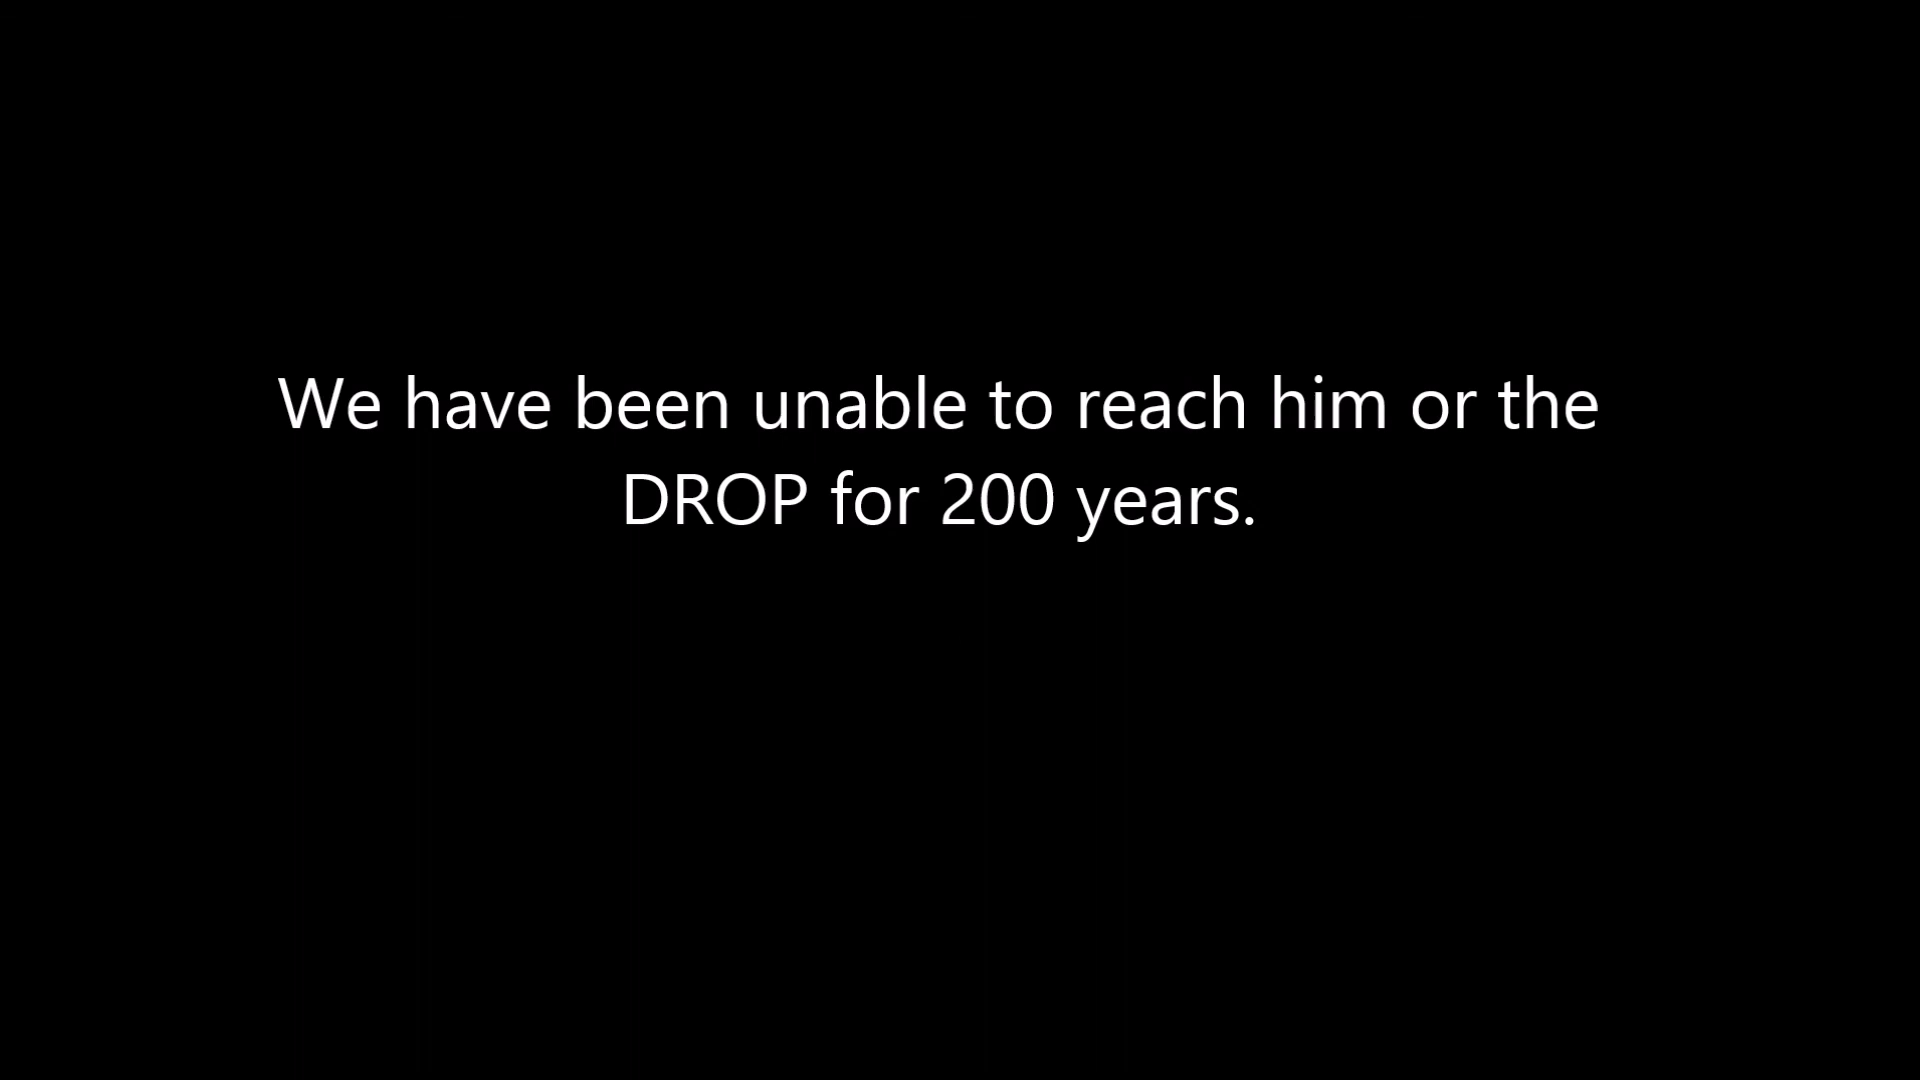 We have been unable to reach him or the
DROP for 200 years.